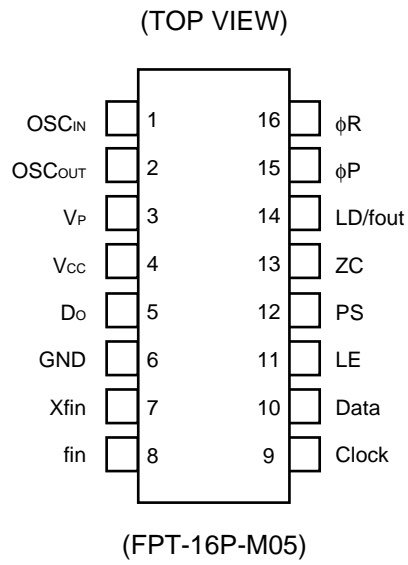 (TOP VIEW)
OSCIN 1 16 ϕR
OSCOUT 2 15 ϕP
VP 3 14 LD/fout
VCC 4 13 ZC
DO 5 12 PS
GND 6 11 LE
Xfin 7 10 Data
fin 8 9 Clock
(FPT-16P-M05)